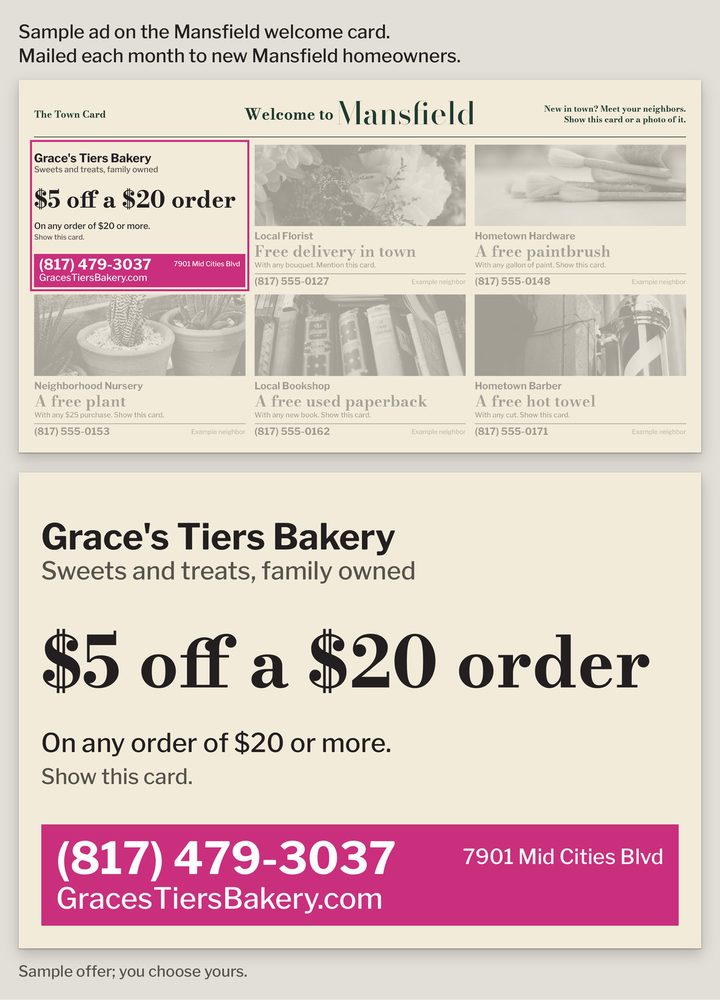 Sample ad on the Mansfield welcome card.
Mailed each month to new Mansfield homeowners.
The Town Card
Welcome to Mansfield
New in town? Meet your neighbors.
Show this card or a photo of it.
Grace's Tiers Bakery
Sweets and treats, family owned
$5 off a $20 order
On any order of $20 or more.
Show this card.
(817) 479-3037
7901 Mid Cities Blvd
GracesTiersBakery.com
Local Florist
Free delivery in town
With any bouquet. Mention this card.
(817) 555-0127
Example neighbor
Hometown Hardware
A free paintbrush
With any gallon of paint. Show this card.
(817) 555-0148
Example neighbor
Neighborhood Nursery
A free plant
With any $25 purchase. Show this card.
(817) 555-0153
Example neighbor
Local Bookshop
A free used paperback
With any new book. Show this card.
(817) 555-0162
Example neighbor
Hometown Barber
A free hot towel
With any cut. Show this card.
(817) 555-0171
Example neighbor
Grace's Tiers Bakery
Sweets and treats, family owned
$5 off a $20 order
On any order of $20 or more.
Show this card.
(817) 479-3037
7901 Mid Cities Blvd
GracesTiersBakery.com
Sample offer; you choose yours.